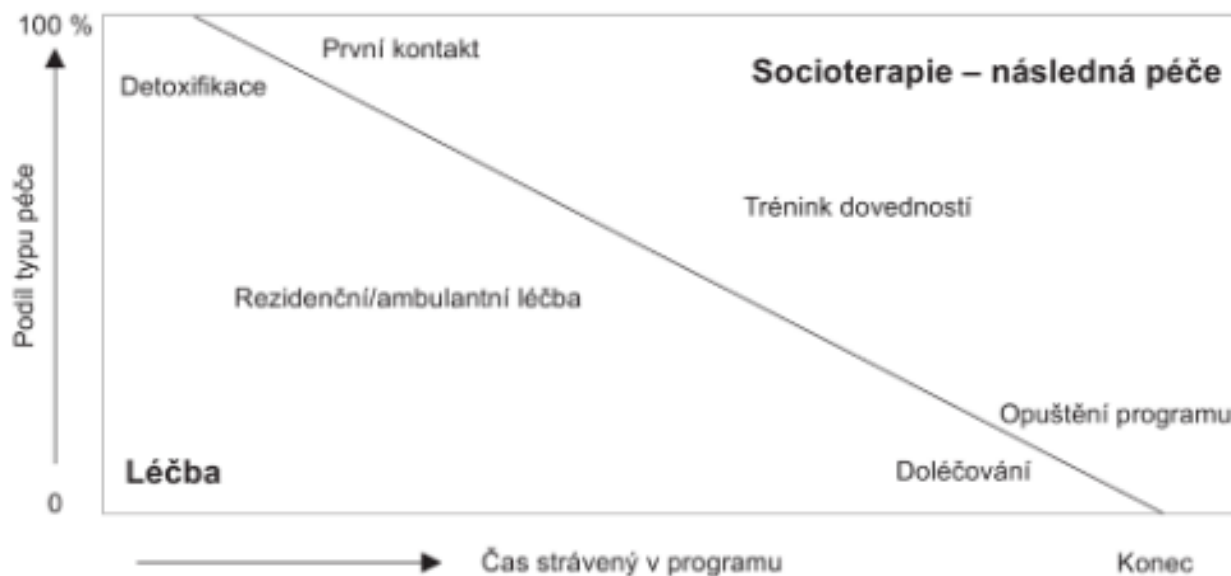 100 %
První kontakt
Socioterapie – následná péče
Detoxifikace
Podíl typu péče
Trénink dovedností
Rezidenční/ambulantní léčba
Opuštění programu
Léčba
Doléčování
0
Čas strávený v programu
Konec